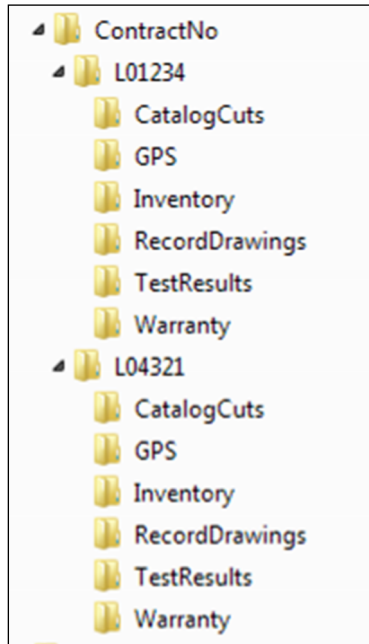 ContractNo
L01234
CatalogCuts
GPS
Inventory
RecordDrawings
TestResults
Warranty
L04321
CatalogCuts
GPS
Inventory
RecordDrawings
TestResults
Warranty